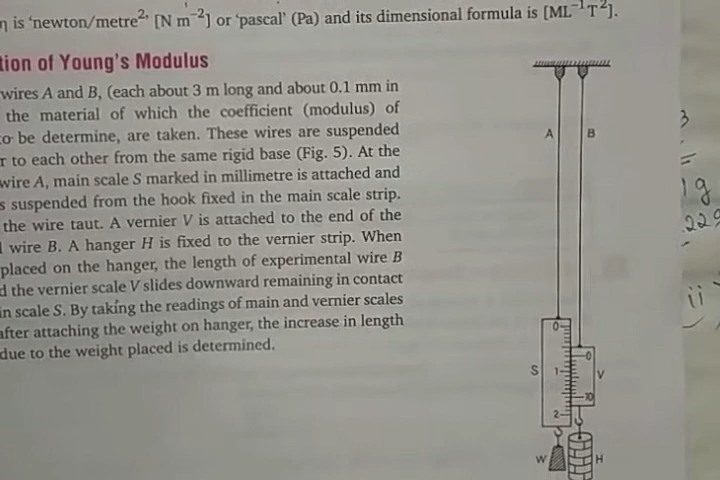 is 'newton/metre²' [N m⁻²] or 'pascal' (Pa) and its dimensional formula is [ML⁻¹T⁻²].
tion of Young's Modulus
wires A and B, (each about 3 m long and about 0.1 mm in
the material of which the coefficient (modulus) of
to be determine, are taken. These wires are suspended
r to each other from the same rigid base (Fig. 5). At the
wire A, main scale S marked in millimetre is attached and
s suspended from the hook fixed in the main scale strip.
the wire taut. A vernier V is attached to the end of the
l wire B. A hanger H is fixed to the vernier strip. When
placed on the hanger, the length of experimental wire B
d the vernier scale V slides downward remaining in contact
in scale S. By taking the readings of main and vernier scales
after attaching the weight on hanger, the increase in length
due to the weight placed is determined.
A B
0
0
S 1 V
10
2
W H
3
1g
229
ii